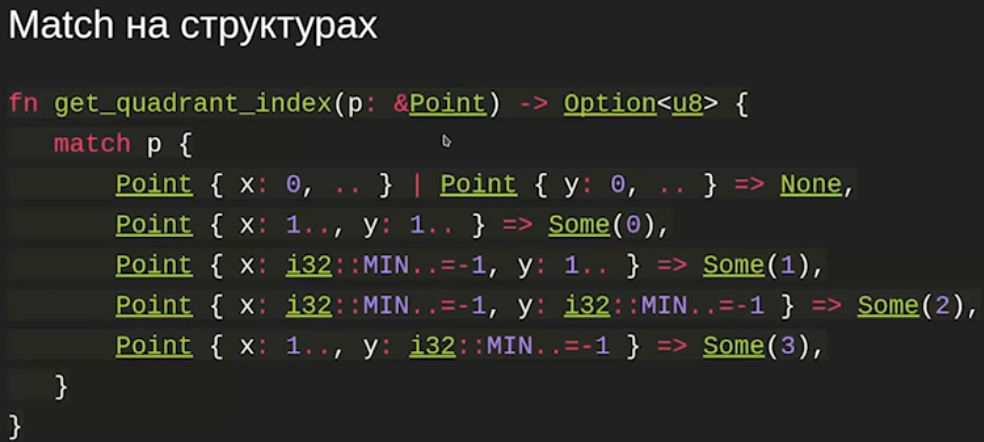 Match на структурах
fn get_quadrant_index(p: &Point) -> Option<u8> {
match p {
Point { x: 0, .. } | Point { y: 0, .. } => None,
Point { x: 1.., y: 1.. } => Some(0),
Point { x: i32::MIN..=-1, y: 1.. } => Some(1),
Point { x: i32::MIN..=-1, y: i32::MIN..=-1 } => Some(2),
Point { x: 1.., y: i32::MIN..=-1 } => Some(3),
}
}